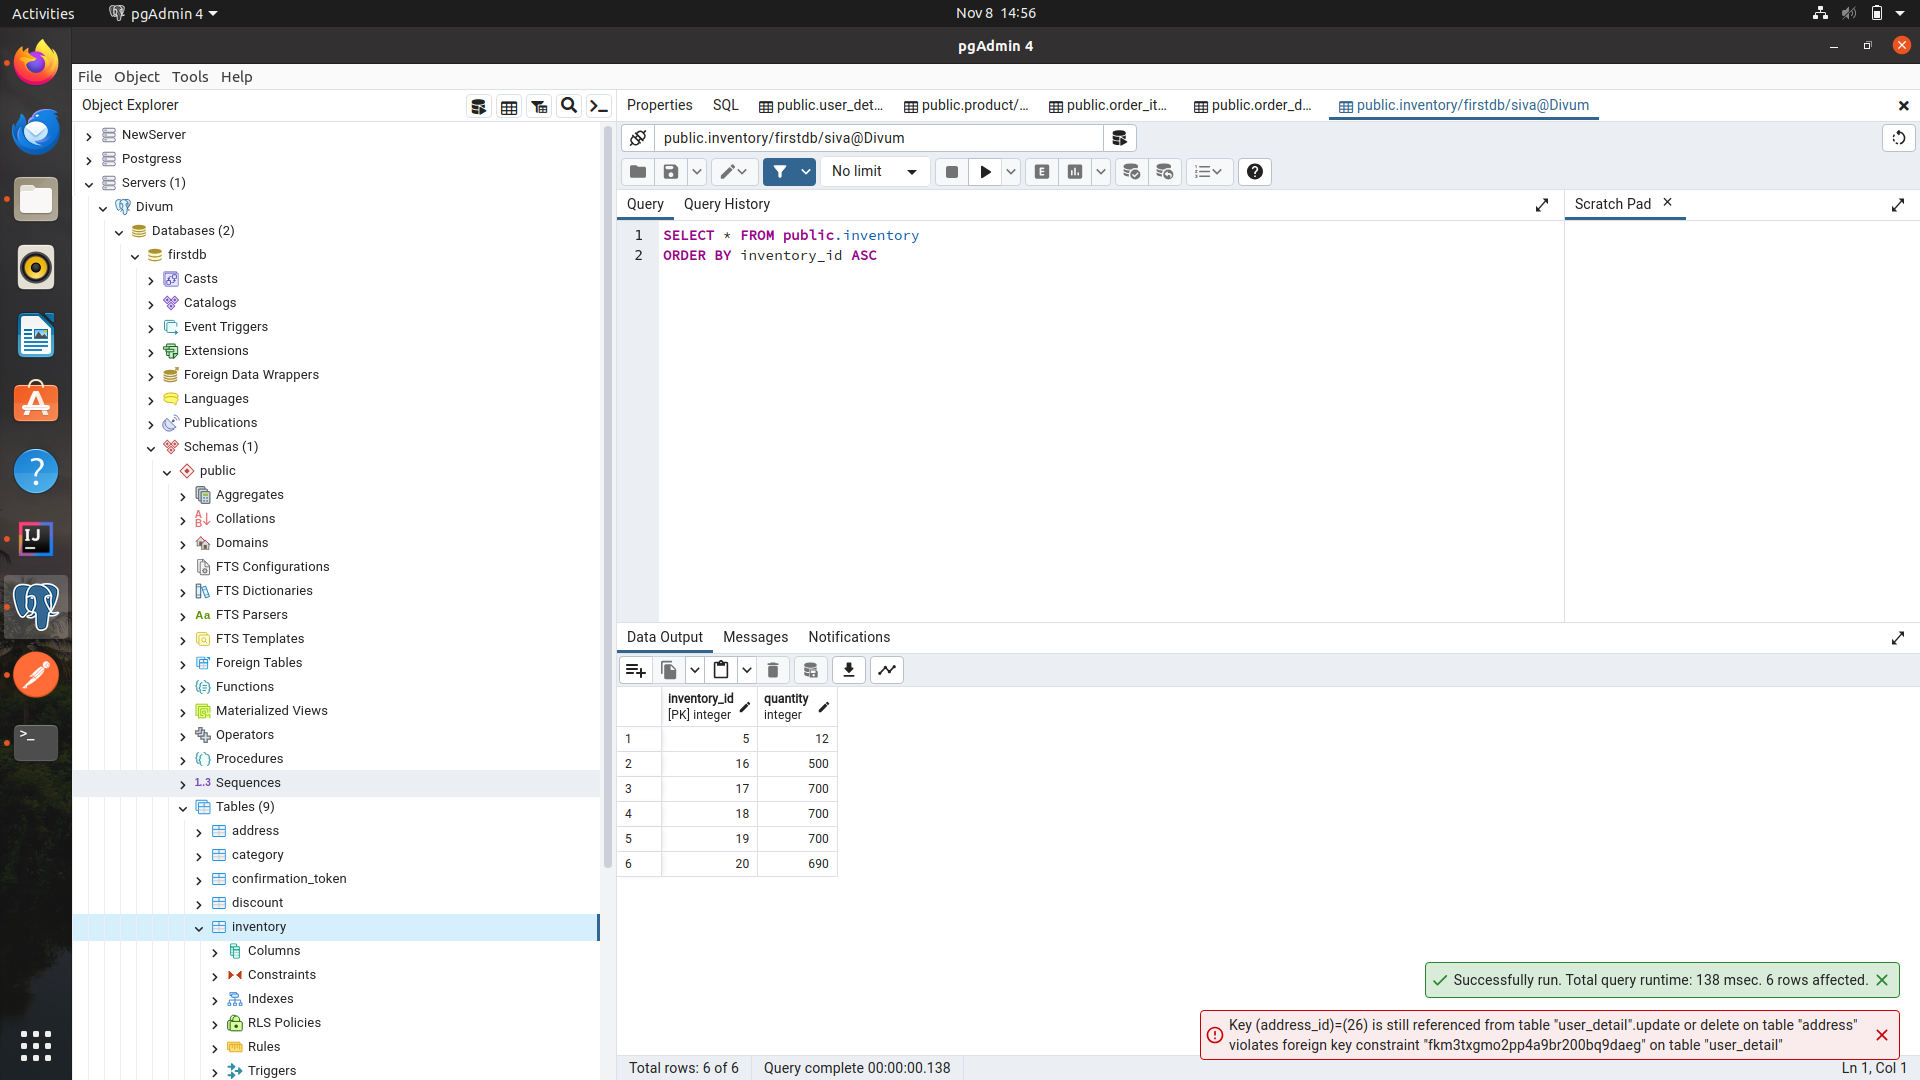 Activities
pgAdmin 4
Nov 8 14:56
pgAdmin 4
File Object Tools Help
Object Explorer
NewServer
Postgress
Servers (1)
Divum
Databases (2)
firstdb
Casts
Catalogs
Event Triggers
Extensions
Foreign Data Wrappers
Languages
Publications
Schemas (1)
public
Aggregates
Collations
Domains
FTS Configurations
FTS Dictionaries
Aa FTS Parsers
FTS Templates
Foreign Tables
Functions
Materialized Views
Operators
Procedures
1..3 Sequences
Tables (9)
address
category
confirmation_token
discount
inventory
Columns
Constraints
Indexes
RLS Policies
Rules
Triggers
Properties SQL public.user_det... public.product/... public.order_it... public.order_d... public.inventory/firstdb/siva@Divum
public.inventory/firstdb/siva@Divum
No limit
E
Query Query History
Scratch Pad
1 SELECT * FROM public.inventory
2 ORDER BY inventory_id ASC
Data Output Messages Notifications
inventory_id quantity
[PK] integer integer
1 5 12
2 16 500
3 17 700
4 18 700
5 19 700
6 20 690
Successfully run. Total query runtime: 138 msec. 6 rows affected.
Key (address_id)=(26) is still referenced from table "user_detail".update or delete on table "address"
violates foreign key constraint "fkm3txgmo2pp4a9br200bq9daeg" on table "user_detail"
Total rows: 6 of 6 Query complete 00:00:00.138
Ln 1, Col 1
IJ